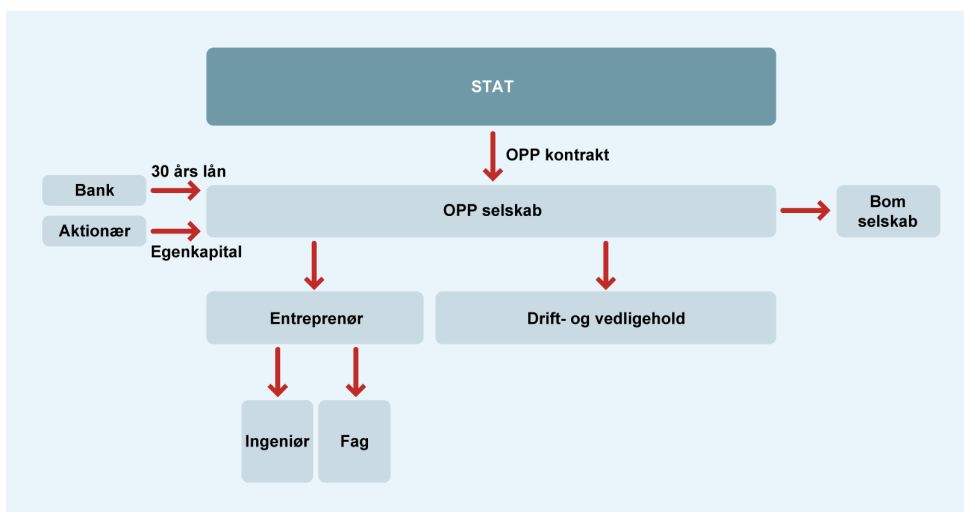 STAT
OPP kontrakt
30 års lån
Bank
OPP selskab
Bom
selskab
Aktionær
Egenkapital
Entreprenør
Drift- og vedligehold
Ingeniør
Fag